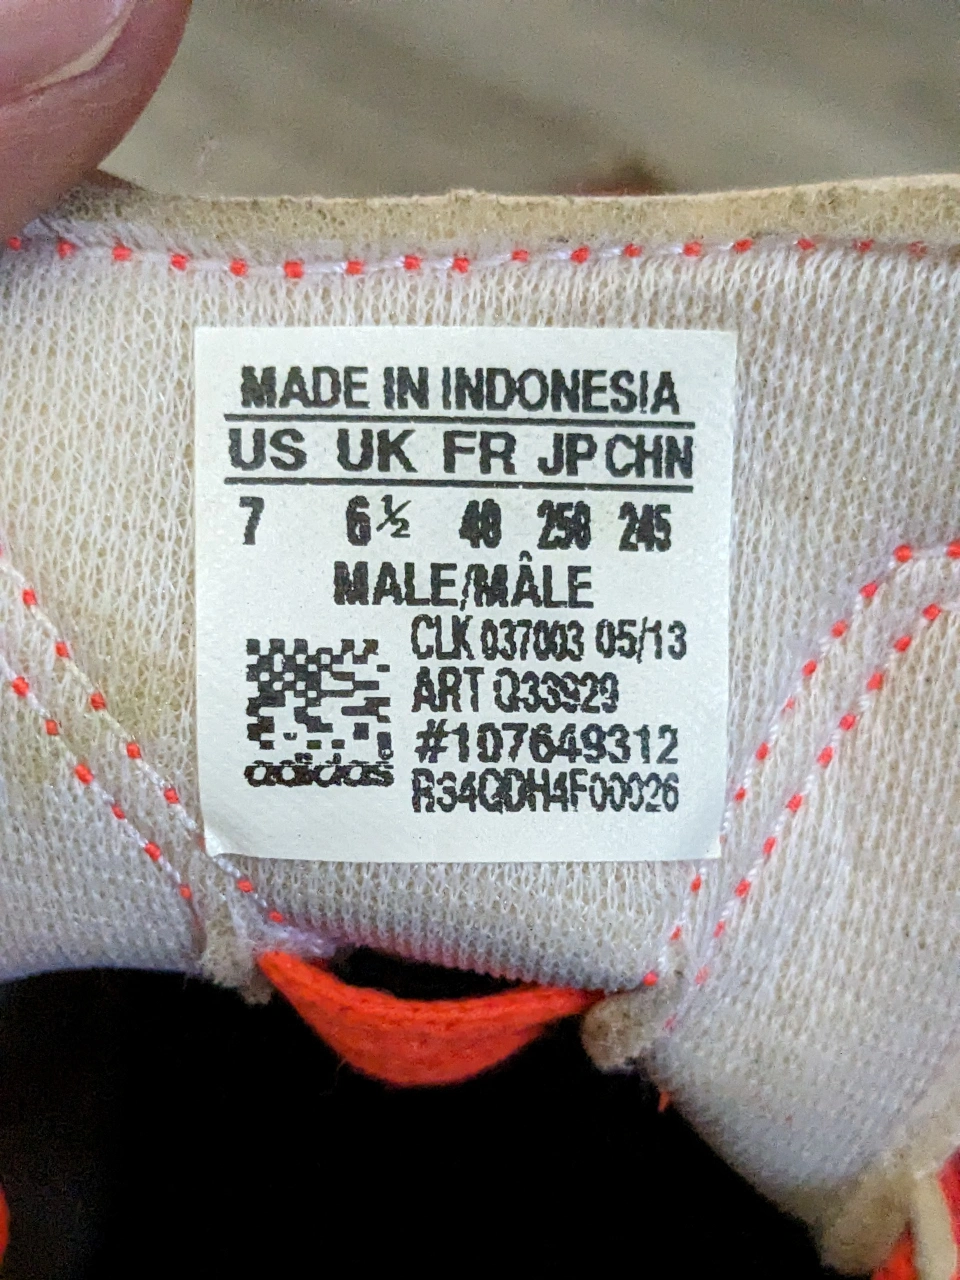 MADE IN INDONESIA
US UK FR JP CHN
7 6½ 40 250 245
MALE/MÂLE
CLK 037003 05/13
ART Q33929
#107649312
adidas R34QDH4F00026